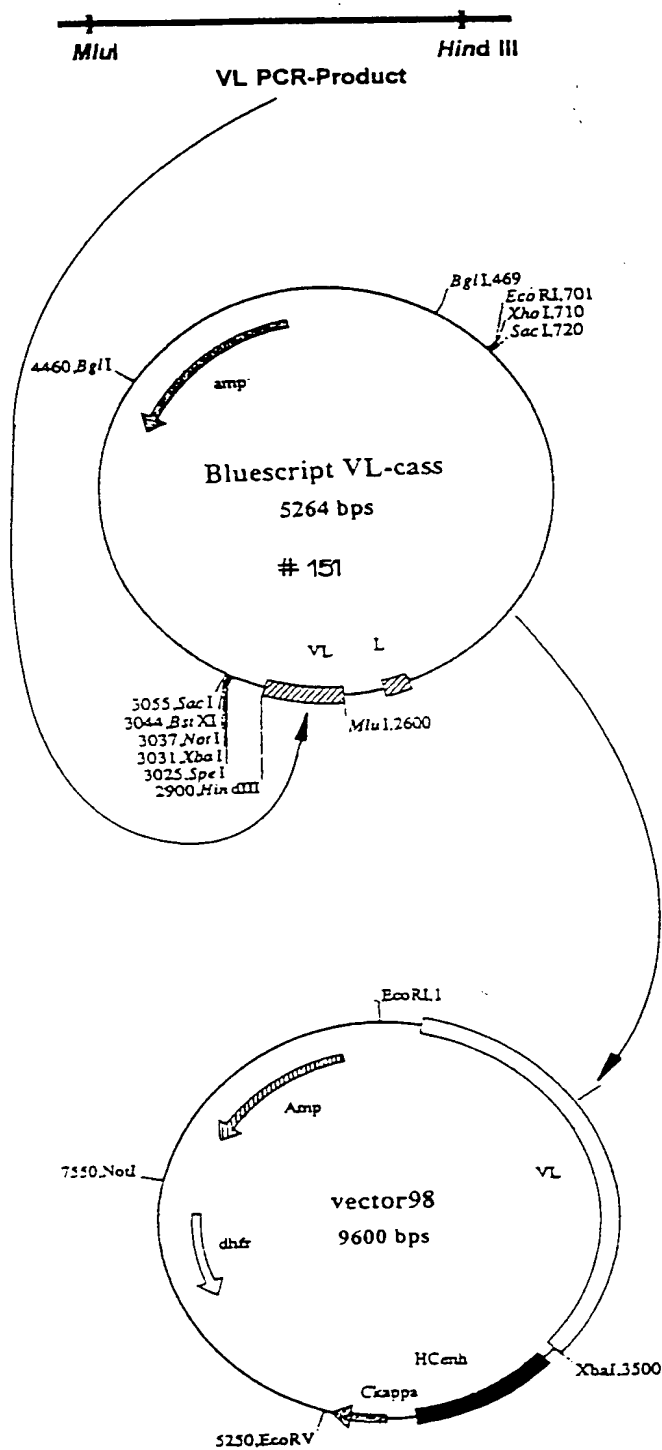 MluI
Hind III
VL PCR-Product
BglI,469
EcoRI,701
XhoI,710
SacI,720
4460,BglI
amp
Bluescript VL-cass
5264 bps
# 151
VL
L
3055,SacI
3044,BstXI
3037,NotI
3031,XbaI
3025,SpeI
2900,HindIII
MluI,2600
EcoRI,1
Amp
7550,NotI
VL
vector98
9600 bps
dhfr
HCenh
XbaI,3500
Ckappa
5250,EcoRV